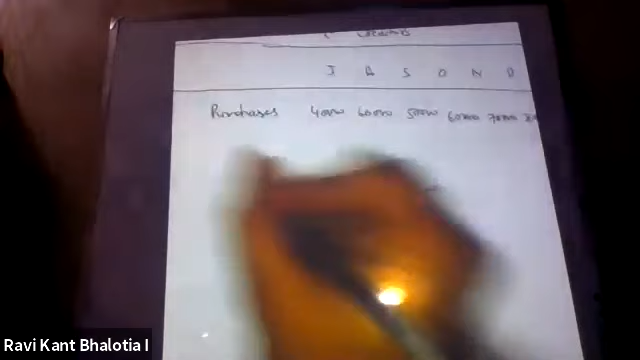 J A S O N D
Purchases 40000 60000 50000 60000 70000
Ravi Kant Bhalotia I